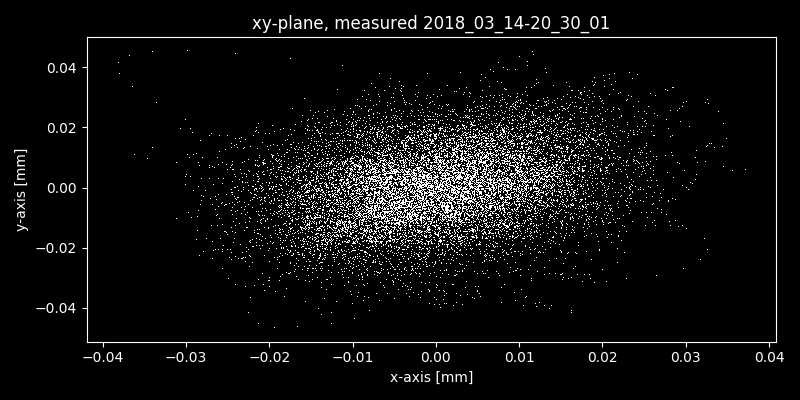 xy-plane, measured 2018_03_14-20_30_01
0.04
0.02
0.00
−0.02
−0.04
y-axis [mm]
−0.04 −0.03 −0.02 −0.01 0.00 0.01 0.02 0.03 0.04
x-axis [mm]